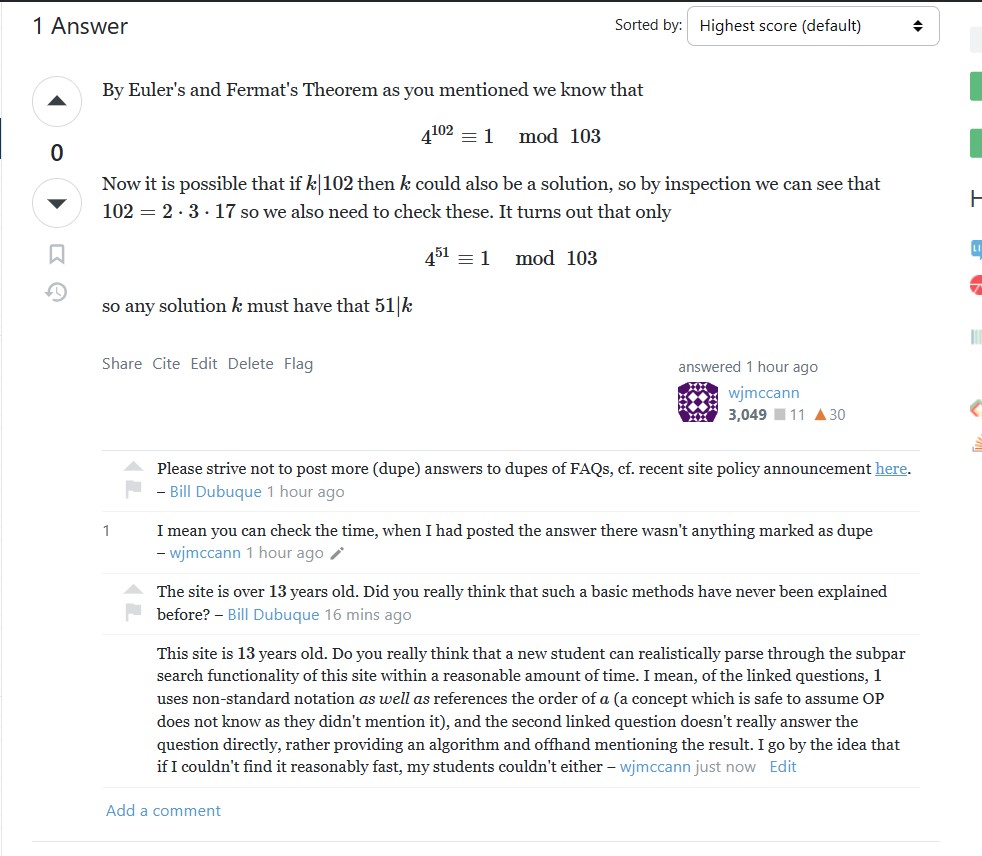 1 Answer
Sorted by: Highest score (default)
By Euler's and Fermat's Theorem as you mentioned we know that
4^102 ≡ 1 mod 103
0
Now it is possible that if k|102 then k could also be a solution, so by inspection we can see that
102 = 2 · 3 · 17 so we also need to check these. It turns out that only
4^51 ≡ 1 mod 103
so any solution k must have that 51|k
Share Cite Edit Delete Flag
answered 1 hour ago
wjmccann
3,049 11 30
Please strive not to post more (dupe) answers to dupes of FAQs, cf. recent site policy announcement here.
– Bill Dubuque 1 hour ago
1 I mean you can check the time, when I had posted the answer there wasn't anything marked as dupe
– wjmccann 1 hour ago
The site is over 13 years old. Did you really think that such a basic methods have never been explained
before? – Bill Dubuque 16 mins ago
This site is 13 years old. Do you really think that a new student can realistically parse through the subpar
search functionality of this site within a reasonable amount of time. I mean, of the linked questions, 1
uses non-standard notation as well as references the order of a (a concept which is safe to assume OP
does not know as they didn't mention it), and the second linked question doesn't really answer the
question directly, rather providing an algorithm and offhand mentioning the result. I go by the idea that
if I couldn't find it reasonably fast, my students couldn't either – wjmccann just now Edit
Add a comment